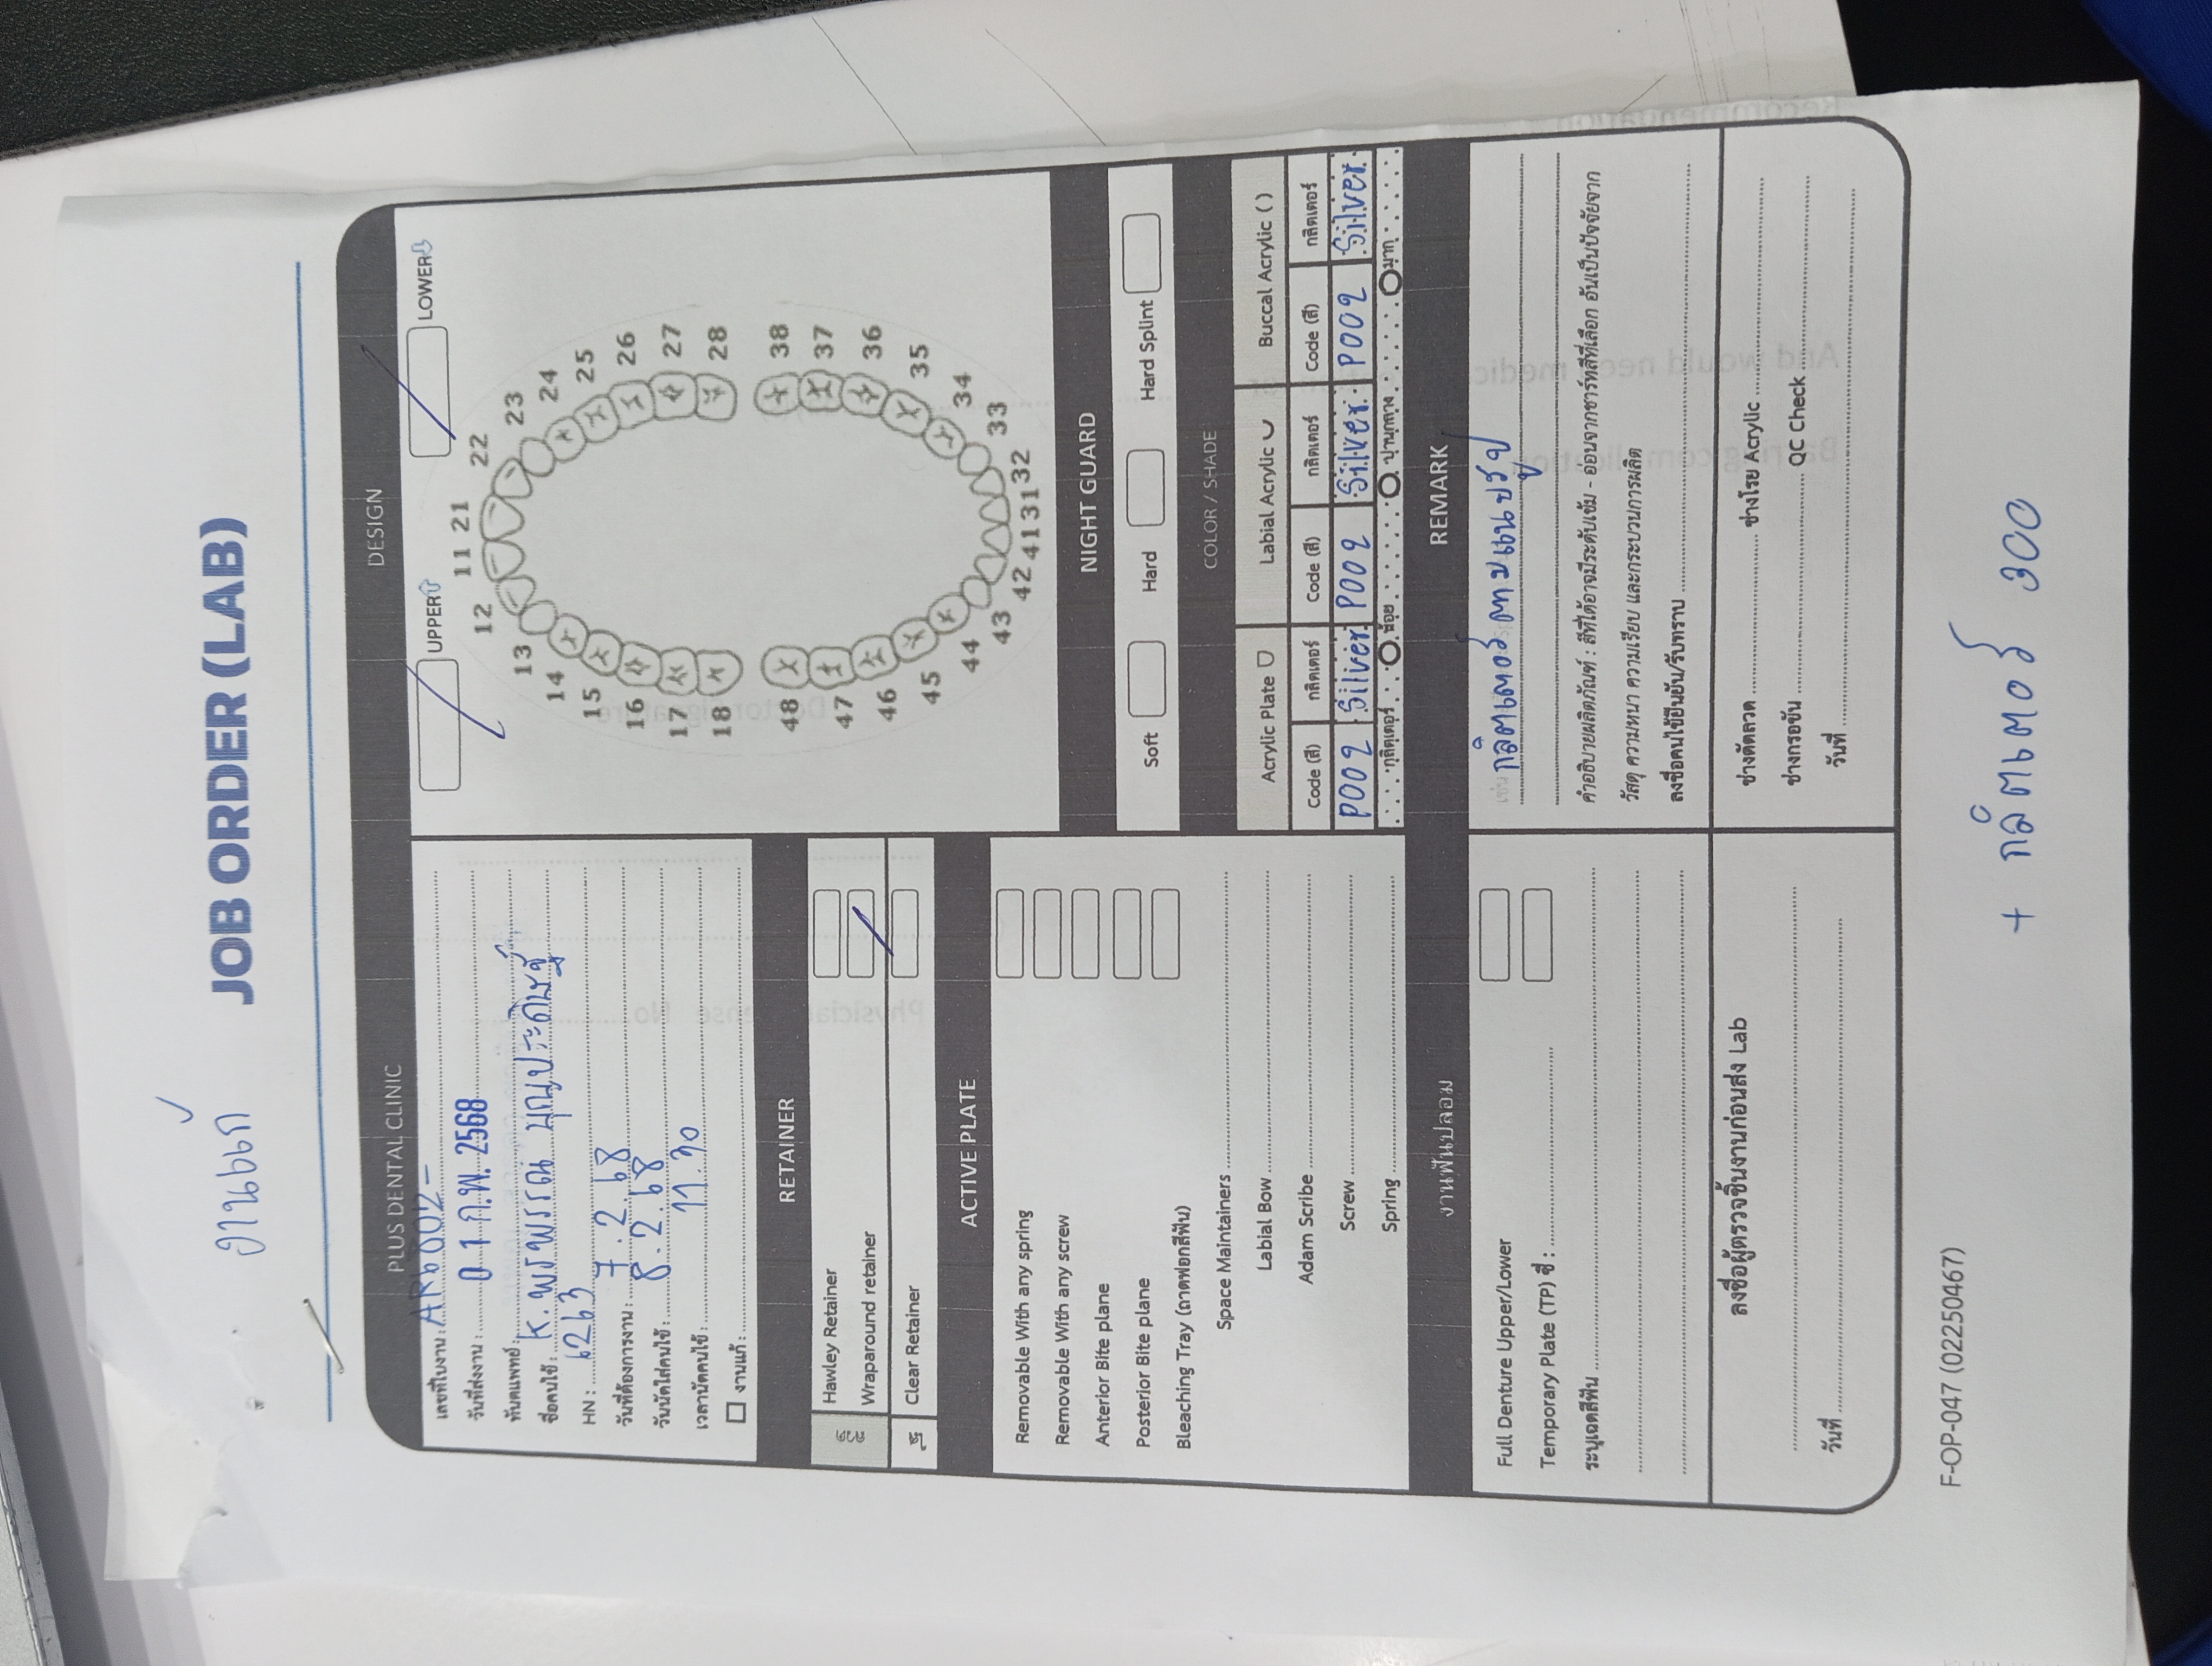 งานแก้
JOB ORDER (LAB)
PLUS DENTAL CLINIC
เลขที่ใบงาน : AR6802-
วันที่ส่งงาน : 01 ก.พ. 2568
ทันตแพทย์ :
ชื่อคนไข้ : K. พรพรรณ บุญประดิษฐ์
HN : 6263
วันที่ต้องการงาน : 7.2.68
วันนัดใส่คนไข้ : 8.2.68
เวลานัดคนไข้ : 11.30
งานแก้ :
DESIGN
UPPER
LOWER
11 21
12 22
13 23
14 24
15 25
16 26
17 27
18 28
48 38
47 37
46 36
45 35
44 34
43 33
42 41 31 32
RETAINER
ลวด
Hawley Retainer
Wraparound retainer
ใส
Clear Retainer
ACTIVE PLATE
Removable With any spring
Removable With any screw
Anterior Bite plane
Posterior Bite plane
Bleaching Tray (ถาดฟอกสีฟัน)
Space Maintainers
Labial Bow
Adam Scribe
Screw
Spring
NIGHT GUARD
Soft Hard Hard Splint
COLOR / SHADE
Acrylic Plate Labial Acrylic Buccal Acrylic ( )
Code (สี) กลิตเตอร์ Code (สี) กลิตเตอร์ Code (สี) กลิตเตอร์
P002 Silver P002 Silver P002 Silver
กลิตเตอร์ น้อย ปานกลาง มาก
งานฟันปลอม
Full Denture Upper/Lower
Temporary Plate (TP) ซี่ :
ระบุเฉดสีฟัน
REMARK
กลิตเตอร์ตามแนบรูป
คำอธิบายผลิตภัณฑ์ : สีที่ได้อาจมีระดับเข้ม - อ่อนจากชาร์ทสีที่เลือก อันเป็นปัจจัยจาก
วัสดุ ความหนา ความเรียบ และกระบวนการผลิต
ลงชื่อคนไข้ยืนยัน/รับทราบ
ลงชื่อผู้ตรวจชิ้นงานก่อนส่ง Lab
วันที่
ช่างดัดลวด ช่างโรย Acrylic
ช่างกรอขัน QC Check
วันที่
F-OP-047 (02250467)
+ กลิตเตอร์ 300